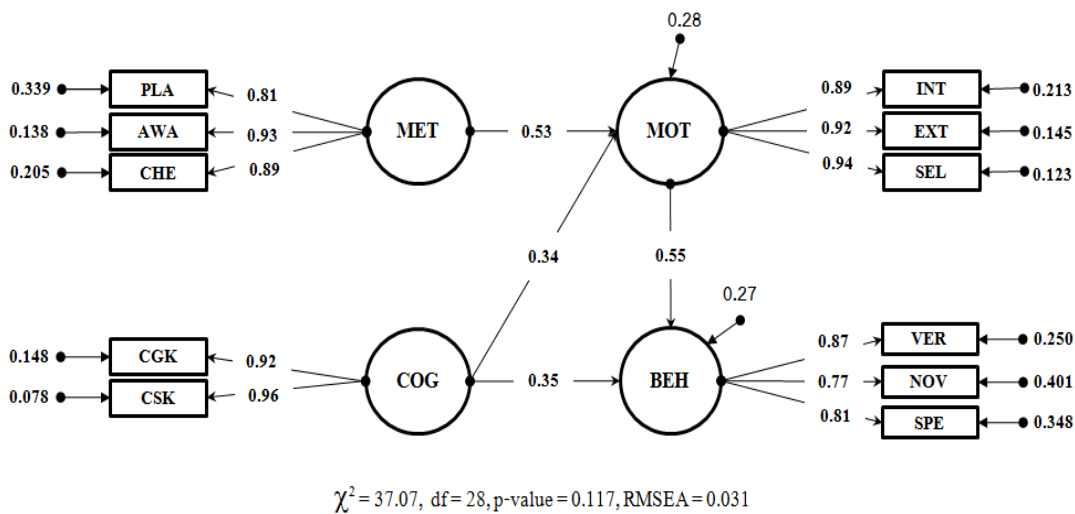 0.28
0.339 PLA 0.81 MET 0.53 MOT 0.89 INT 0.213
0.138 AWA 0.93 0.92 EXT 0.145
0.205 CHE 0.89 0.94 SEL 0.123
0.34 0.55
0.27
0.148 CGK 0.92 COG 0.35 BEH 0.87 VER 0.250
0.078 CSK 0.96 0.77 NOV 0.401
0.81 SPE 0.348
χ² = 37.07, df = 28, p-value = 0.117, RMSEA = 0.031